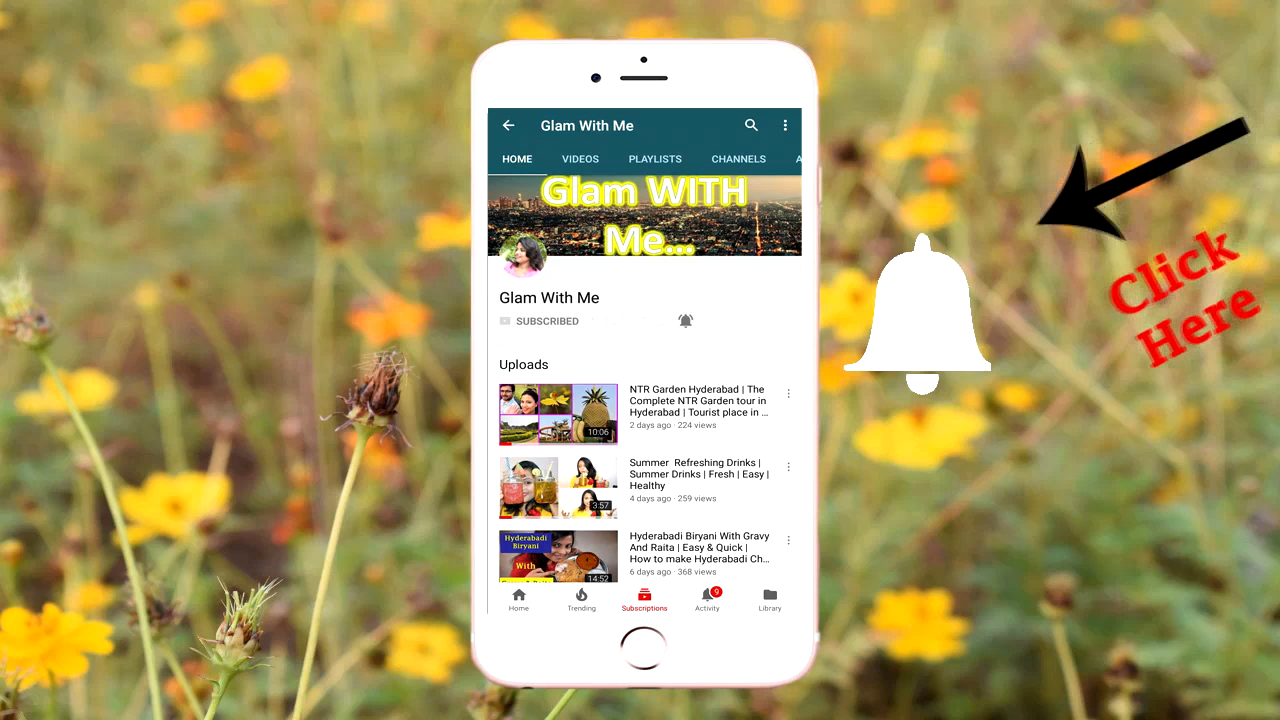 Glam With Me
HOME VIDEOS PLAYLISTS CHANNELS A
Glam WITH
Me...
Glam With Me
SUBSCRIBED
Uploads
NTR Garden Hyderabad | The
Complete NTR Garden tour in
Hyderabad | Tourist place in ...
2 days ago · 224 views
10:06
Summer Refreshing Drinks |
Summer Drinks | Fresh | Easy |
Healthy
4 days ago · 259 views
3:57
Hyderabadi
Biryani
With
14:52
Hyderabadi Biryani With Gravy
And Raita | Easy & Quick |
How to make Hyderabadi Ch...
6 days ago · 368 views
9
Home Trending Subscriptions Activity Library
Click
Here